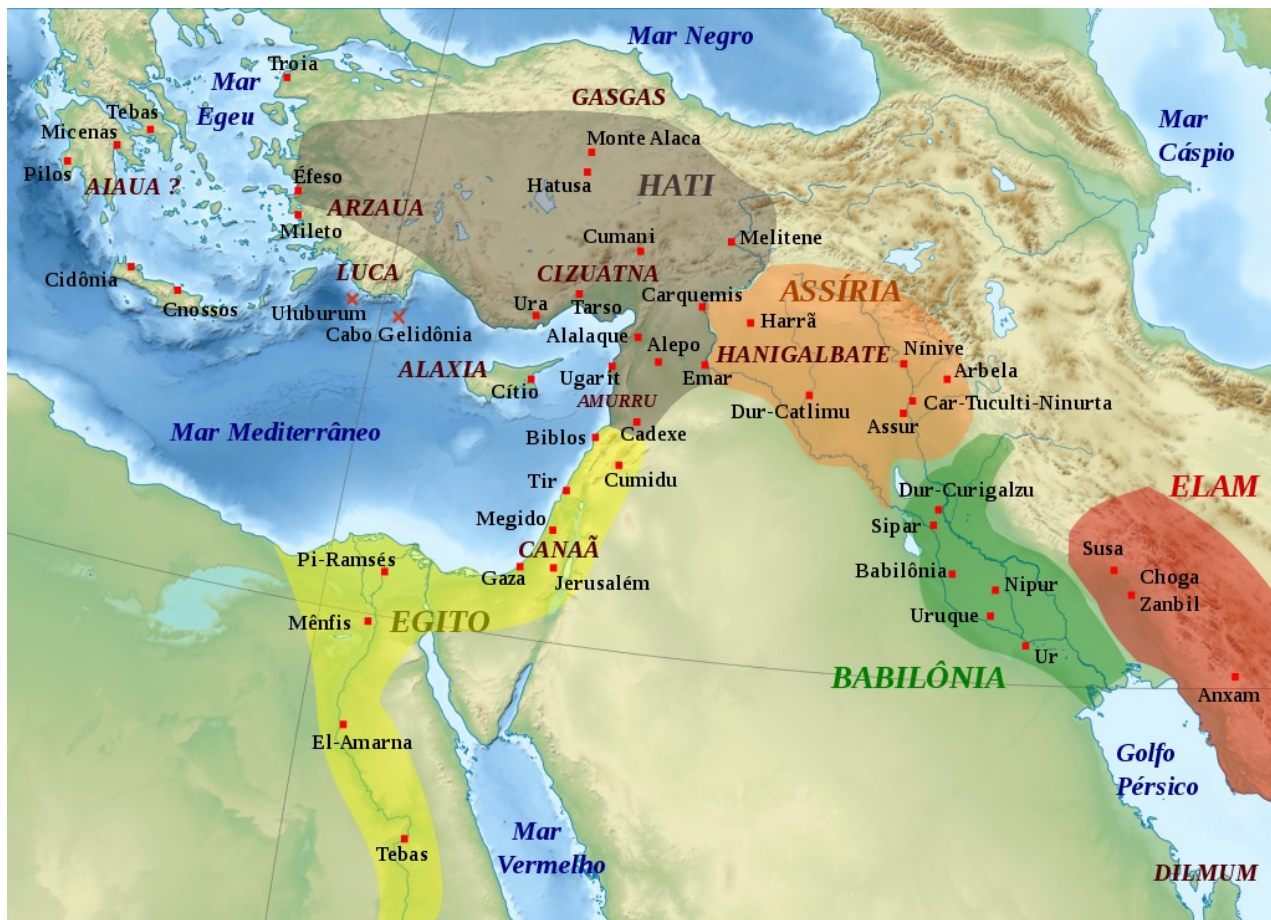 Mar Negro
Troia
Mar
Egeu
GASGAS
Tebas
Micenas
Pilos
AIAUA ?
Mar
Cáspio
Monte Alaca
Hatusa
HATI
Éfeso
ARZAUA
Mileto
Cumani
Melitene
Cidônia
Cnossos
LUCA
Uluburum
Cabo Gelidônia
CIZUATNA
Ura
Tarso
Carquemis
ASSÍRIA
Harrã
Alalaque
Alepo
HANIGALBATE
Nínive
Arbela
ALAXIA
Cítio
Ugarit
Emar
AMURRU
Dur-Catlimu
Car-Tuculti-Ninurta
Assur
Mar Mediterrâneo
Biblos
Cadexe
Cumidu
Tir
Dur-Curigalzu
ELAM
Sipar
Megido
CANAÃ
Pi-Ramsés
Gaza
Jerusalém
Susa
Babilônia
Nipur
Choga
Zanbil
Mênfis
EGITO
Uruque
Ur
BABILÔNIA
Anxam
El-Amarna
Golfo
Pérsico
Mar
Vermelho
Tebas
DILMUM